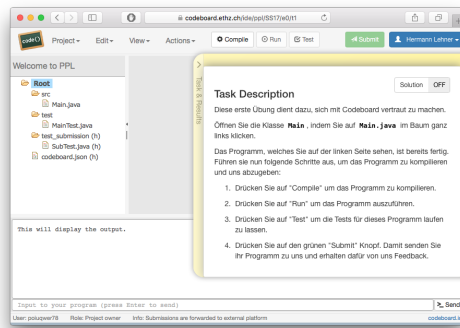 codeboard.ethz.ch/ide/ppl/SS17/e0/t1
code
Project
Edit
View
Actions
Compile
Run
Test
Submit
Hermann Lehner
Welcome to PPL
Root
src
Main.java
test
MainTest.java
test_submission (h)
SubTest.java (h)
codeboard.json (h)
Task & Results
Solution OFF
Task Description
Diese erste Übung dient dazu, sich mit Codeboard vertraut zu machen.
Öffnen Sie die Klasse Main, indem Sie auf Main.java im Baum ganz
links klicken.
Das Programm, welches Sie auf der linken Seite sehen, ist bereits fertig.
Führen sie nun folgende Schritte aus, um das Programm zu kompilieren
und uns abzugeben:
1. Drücken Sie auf "Compile" um das Programm zu kompilieren.
2. Drücken Sie auf "Run" um das Programm auszuführen.
3. Drücken Sie auf "Test" um die Tests für dieses Programm laufen
zu lassen.
4. Drücken Sie auf den grünen "Submit" Knopf. Damit senden Sie
ihr Programm zu uns und erhalten dafür von uns Feedback.
This will display the output.
Input to your program (press Enter to send)
>_ Send
User: poiuqwer78 Role: Project owner Info: Submissions are forwarded to external platform
codeboard.io